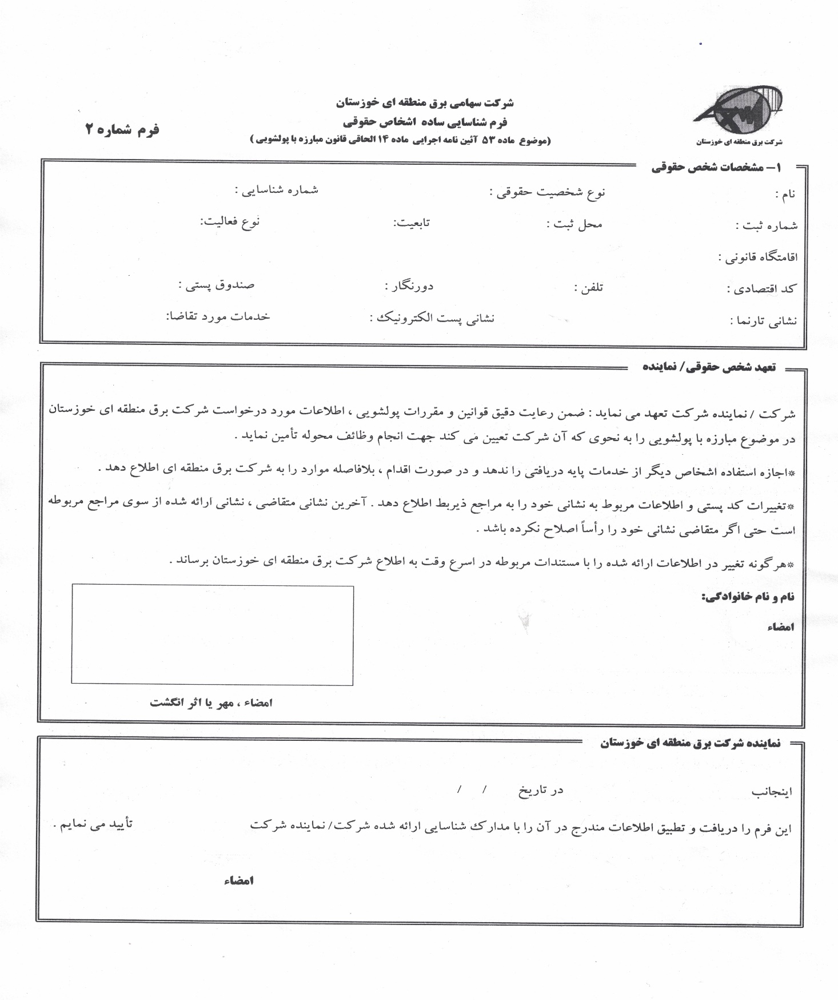 شرکت برق منطقه ای خوزستان
شرکت سهامی برق منطقه ای خوزستان
فرم شناسایی ساده اشخاص حقوقی
(موضوع ماده ۵۳ آئین نامه اجرایی ماده ۱۴ الحاقی قانون مبارزه با پولشویی )
فرم شماره ۲
۱– مشخصات شخص حقوقی
نام : نوع شخصیت حقوقی : شماره شناسایی :
شماره ثبت : محل ثبت : تابعیت: نوع فعالیت:
اقامتگاه قانونی :
کد اقتصادی : تلفن : دورنگار : صندوق پستی :
نشانی تارنما : نشانی پست الکترونیک : خدمات مورد تقاضا:
تعهد شخص حقوقی/ نماینده
شرکت / نماینده شرکت تعهد می نماید : ضمن رعایت دقیق قوانین و مقررات پولشویی ، اطلاعات مورد درخواست شرکت برق منطقه ای خوزستان
در موضوع مبارزه با پولشویی را به نحوی که آن شرکت تعیین می کند جهت انجام وظائف محوله تأمین نماید .
*اجازه استفاده اشخاص دیگر از خدمات پایه دریافتی را ندهد و در صورت اقدام ، بلافاصله موارد را به شرکت برق منطقه ای اطلاع دهد .
*تغییرات کد پستی و اطلاعات مربوط به نشانی خود را به مراجع ذیربط اطلاع دهد . آخرین نشانی متقاضی ، نشانی ارائه شده از سوی مراجع مربوطه
است حتی اگر متقاضی نشانی خود را رأساً اصلاح نکرده باشد .
*هرگونه تغییر در اطلاعات ارائه شده را با مستندات مربوطه در اسرع وقت به اطلاع شرکت برق منطقه ای خوزستان برساند .
نام و نام خانوادگی:
امضاء
امضاء ، مهر یا اثر انگشت
نماینده شرکت برق منطقه ای خوزستان
اینجانب در تاریخ / /
این فرم را دریافت و تطبیق اطلاعات مندرج در آن را با مدارک شناسایی ارائه شده شرکت/ نماینده شرکت تأیید می نمایم .
امضاء